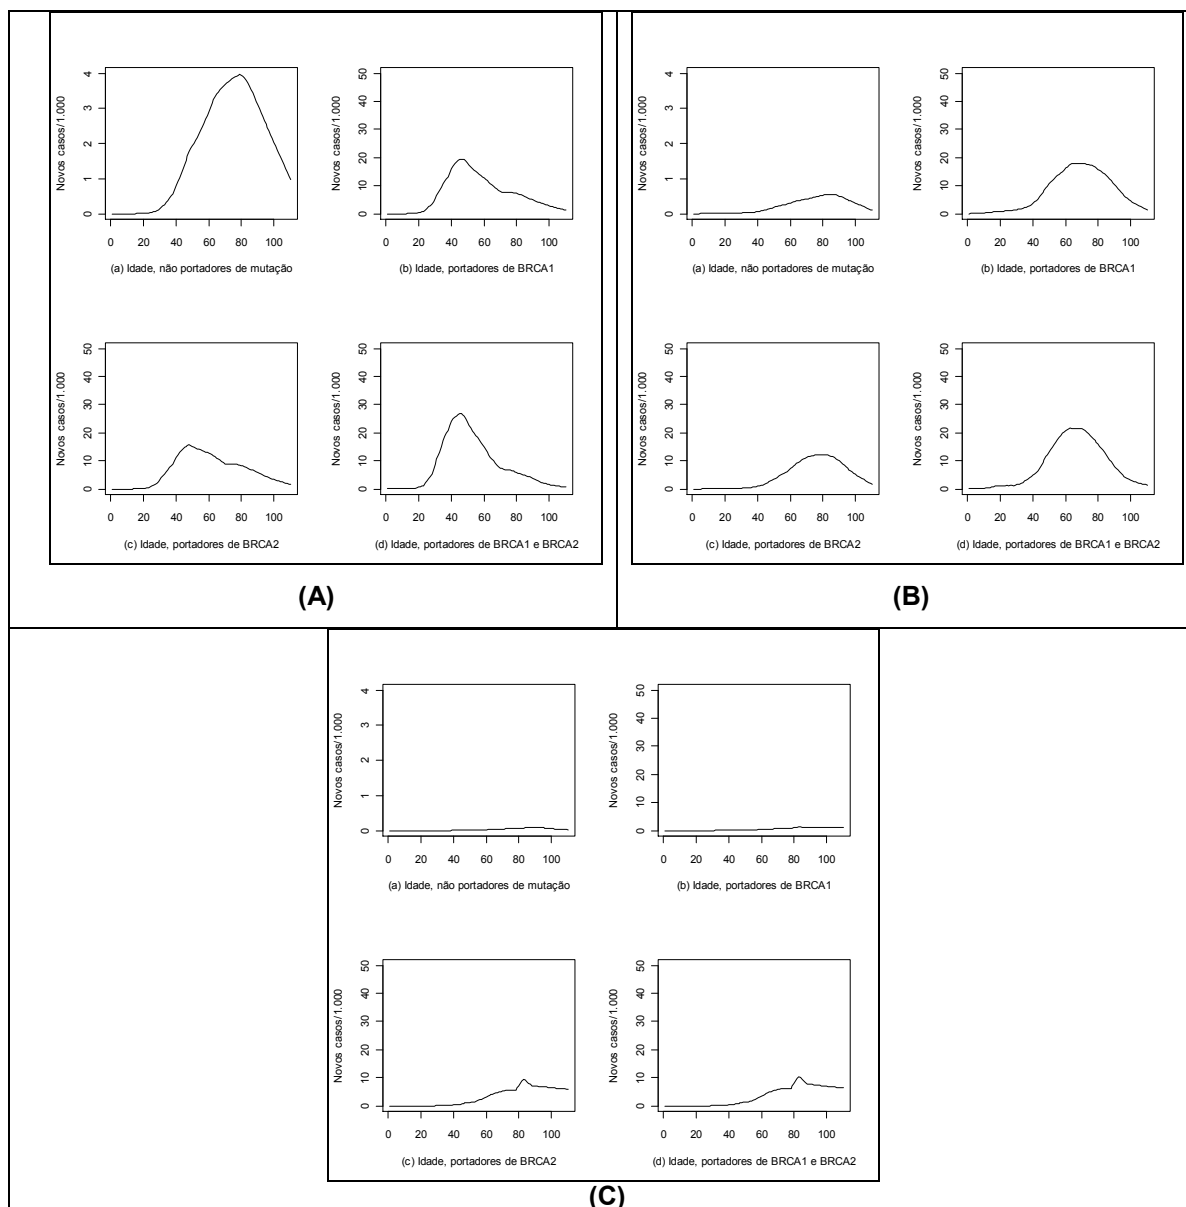 Novos casos/1.000
0 1 2 3 4
0 20 40 60 80 100
(a) Idade, não portadores de mutação
Novos casos/1.000
0 10 20 30 40 50
0 20 40 60 80 100
(b) Idade, portadores de BRCA1
Novos casos/1.000
0 10 20 30 40 50
0 20 40 60 80 100
(c) Idade, portadores de BRCA2
Novos casos/1.000
0 10 20 30 40 50
0 20 40 60 80 100
(d) Idade, portadores de BRCA1 e BRCA2
(A)
Novos casos/1.000
0 1 2 3 4
0 20 40 60 80 100
(a) Idade, não portadores de mutação
Novos casos/1.000
0 10 20 30 40 50
0 20 40 60 80 100
(b) Idade, portadores de BRCA1
Novos casos/1.000
0 10 20 30 40 50
0 20 40 60 80 100
(c) Idade, portadores de BRCA2
Novos casos/1.000
0 10 20 30 40 50
0 20 40 60 80 100
(d) Idade, portadores de BRCA1 e BRCA2
(B)
Novos casos/1.000
0 1 2 3 4
0 20 40 60 80 100
(a) Idade, não portadores de mutação
Novos casos/1.000
0 10 20 30 40 50
0 20 40 60 80 100
(b) Idade, portadores de BRCA1
Novos casos/1.000
0 10 20 30 40 50
0 20 40 60 80 100
(c) Idade, portadores de BRCA2
Novos casos/1.000
0 10 20 30 40 50
0 20 40 60 80 100
(d) Idade, portadores de BRCA1 e BRCA2
(C)